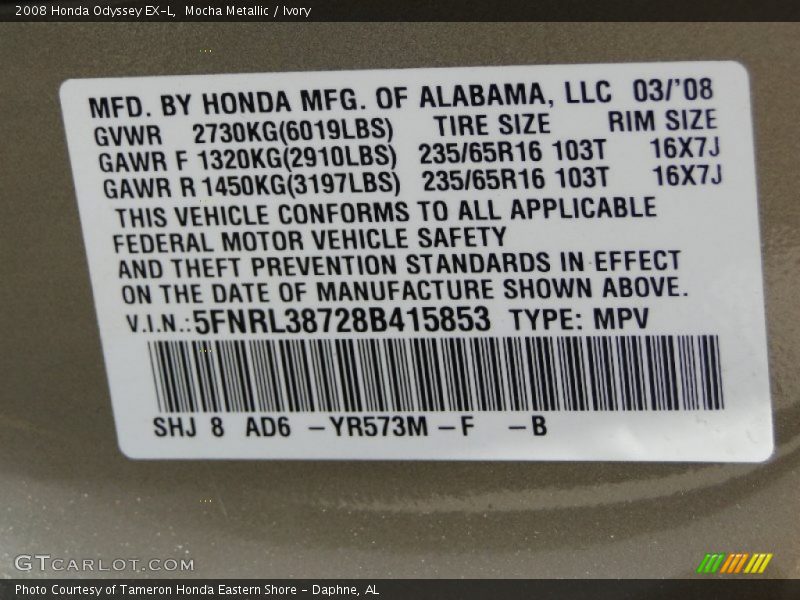 2008 Honda Odyssey EX-L,  Mocha Metallic / Ivory
MFD. BY HONDA MFG. OF ALABAMA, LLC 03/'08
GVWR 2730KG(6019LBS) TIRE SIZE RIM SIZE
GAWR F 1320KG(2910LBS) 235/65R16 103T 16X7J
GAWR R 1450KG(3197LBS) 235/65R16 103T 16X7J
THIS VEHICLE CONFORMS TO ALL APPLICABLE
FEDERAL MOTOR VEHICLE SAFETY
AND THEFT PREVENTION STANDARDS IN EFFECT
ON THE DATE OF MANUFACTURE SHOWN ABOVE.
V.I.N.:5FNRL38728B415853 TYPE: MPV
SHJ 8 AD6 -YR573M-F -B
GTCARLOT.COM
Photo Courtesy of Tameron Honda Eastern Shore - Daphne, AL